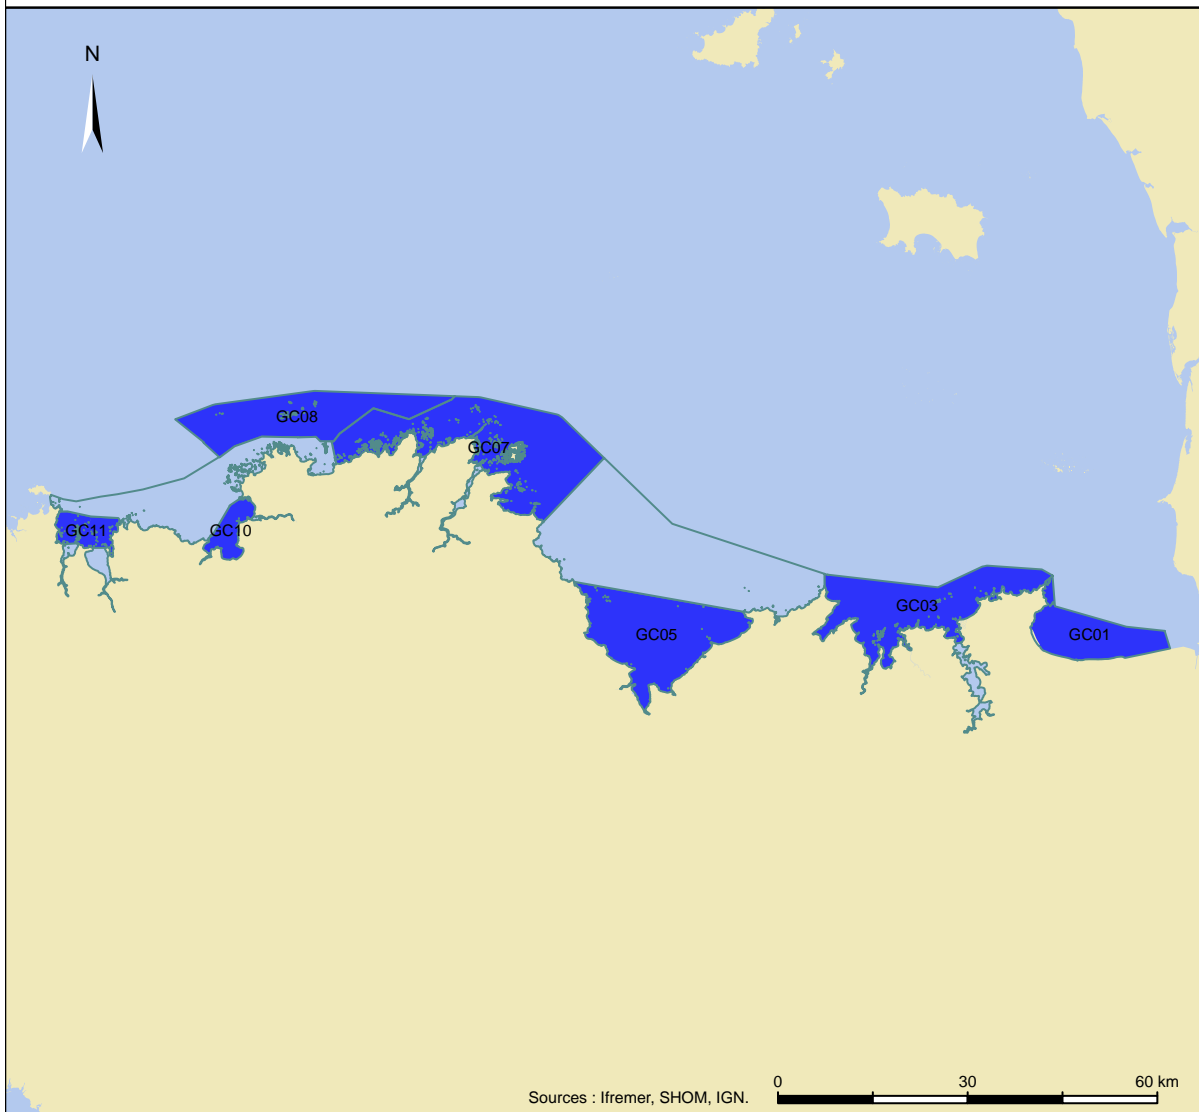 N
GC08
GC07
GC11
GC10
GC03
GC05
GC01
0 30 60 km
Sources : Ifremer, SHOM, IGN.